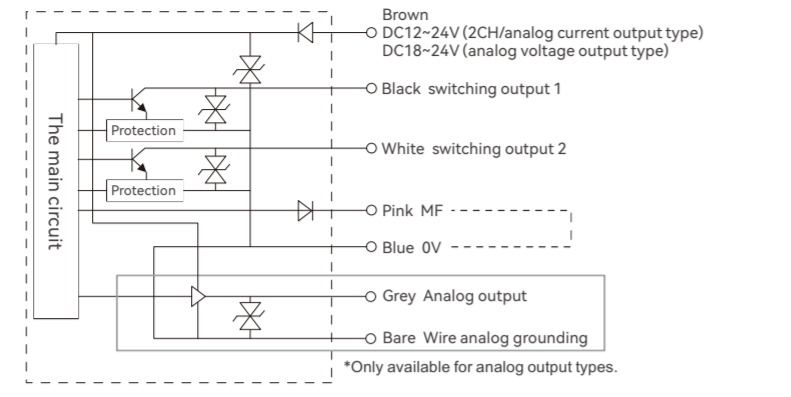 Brown
DC12~24V (2CH/analog current output type)
DC18~24V (analog voltage output type)
Black switching output 1
The main circuit
Protection
White switching output 2
Protection
Pink MF
Blue 0V
Grey Analog output
Bare Wire analog grounding
*Only available for analog output types.